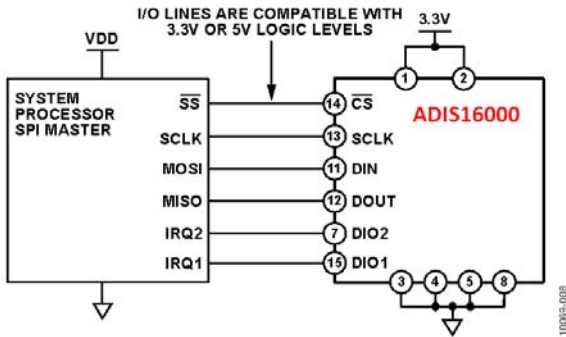 I/O LINES ARE COMPATIBLE WITH
3.3V OR 5V LOGIC LEVELS
VDD
3.3V
SYSTEM
PROCESSOR
SPI MASTER
SS
SCLK
MOSI
MISO
IRQ2
IRQ1
1
2
ADIS16000
14 CS
13 SCLK
11 DIN
12 DOUT
7 DIO2
15 DIO1
3
4
5
8
10069-008